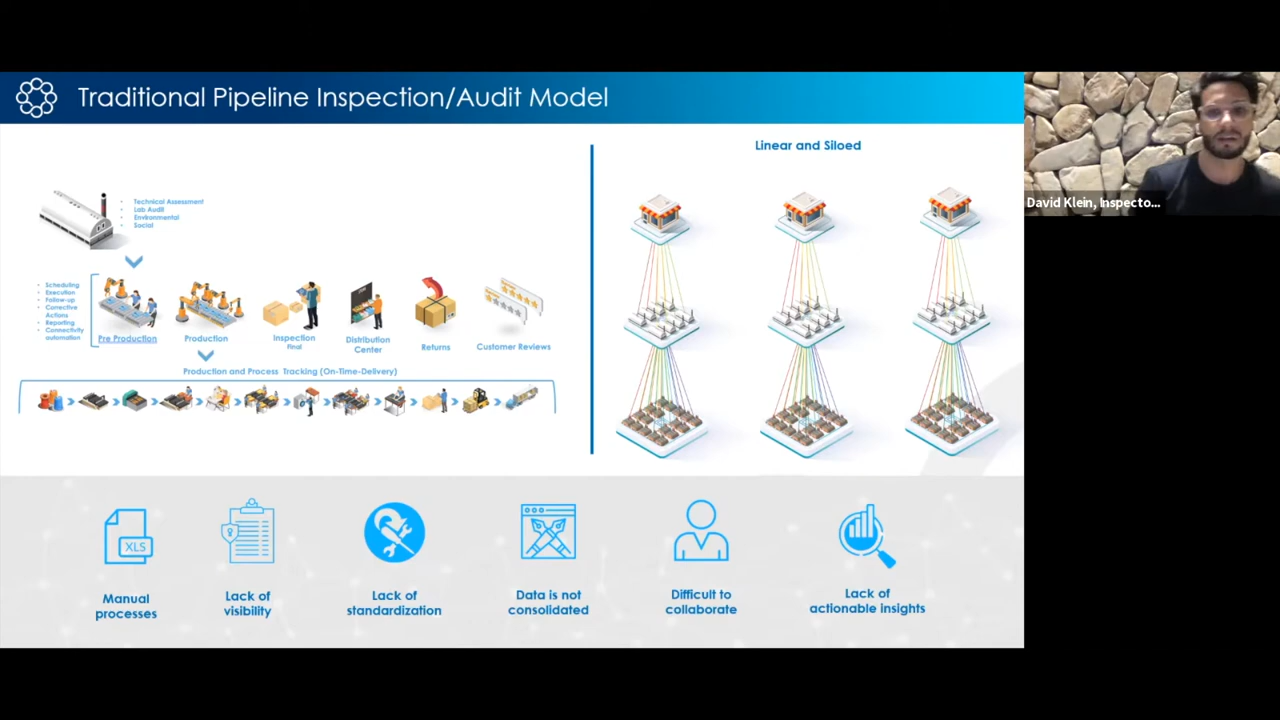 Traditional Pipeline Inspection/Audit Model
Technical Assessment
Lab Audit
Environmental
Social
Scheduling
Execution
Follow-up
Corrective
Actions
Reporting
Connectivity
automation
Pre Production
Production
Inspection
Final
Distribution
Center
Returns
Customer Reviews
Production and Process Tracking (On-Time-Delivery)
Linear and Siloed
David Klein, Inspecto...
XLS
Manual
processes
Lack of
visibility
Lack of
standardization
Data is not
consolidated
Difficult to
collaborate
Lack of
actionable insights